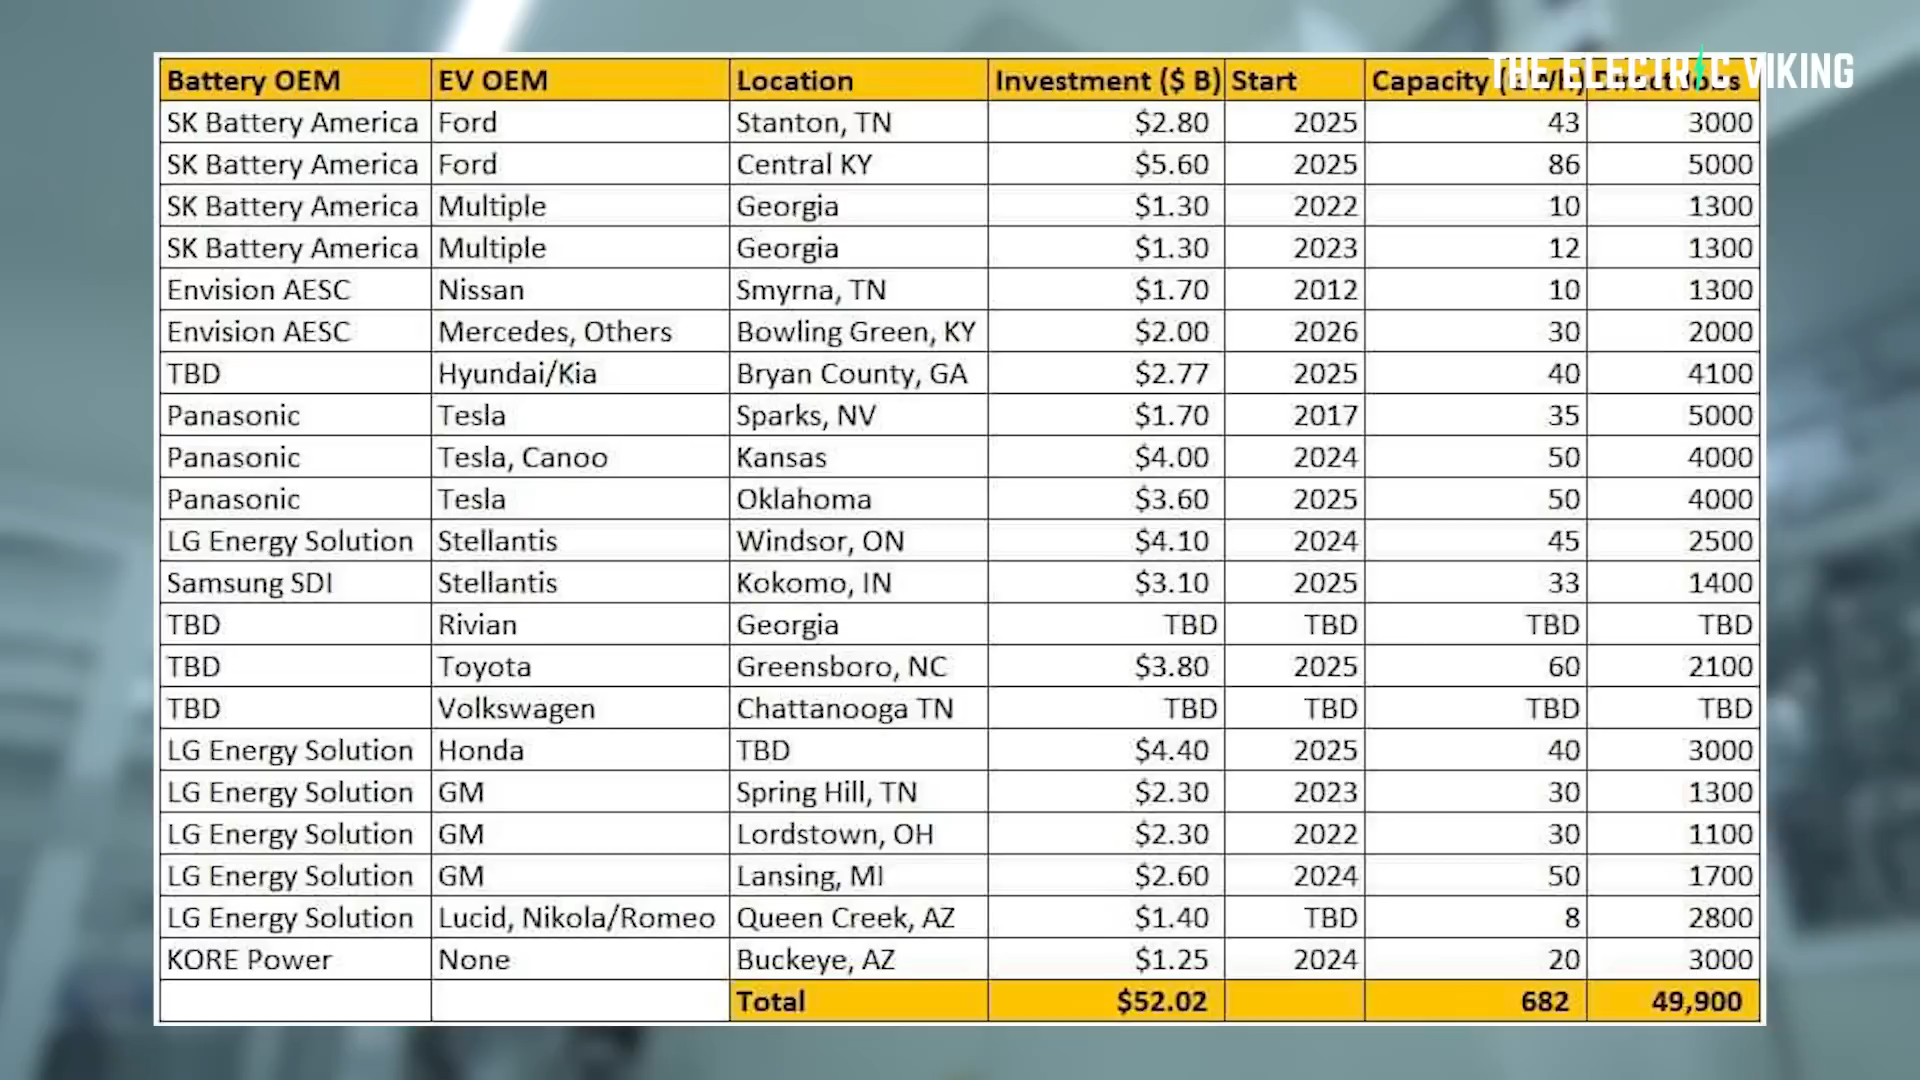 Battery OEM EV OEM Location Investment ($ B) Start Capacity
THE ELECTRIC VIKING
SK Battery America Ford Stanton, TN $2.80 2025 43 3000
SK Battery America Ford Central KY $5.60 2025 86 5000
SK Battery America Multiple Georgia $1.30 2022 10 1300
SK Battery America Multiple Georgia $1.30 2023 12 1300
Envision AESC Nissan Smyrna, TN $1.70 2012 10 1300
Envision AESC Mercedes, Others Bowling Green, KY $2.00 2026 30 2000
TBD Hyundai/Kia Bryan County, GA $2.77 2025 40 4100
Panasonic Tesla Sparks, NV $1.70 2017 35 5000
Panasonic Tesla, Canoo Kansas $4.00 2024 50 4000
Panasonic Tesla Oklahoma $3.60 2025 50 4000
LG Energy Solution Stellantis Windsor, ON $4.10 2024 45 2500
Samsung SDI Stellantis Kokomo, IN $3.10 2025 33 1400
TBD Rivian Georgia TBD TBD TBD TBD
TBD Toyota Greensboro, NC $3.80 2025 60 2100
TBD Volkswagen Chattanooga TN TBD TBD TBD TBD
LG Energy Solution Honda TBD $4.40 2025 40 3000
LG Energy Solution GM Spring Hill, TN $2.30 2023 30 1300
LG Energy Solution GM Lordstown, OH $2.30 2022 30 1100
LG Energy Solution GM Lansing, MI $2.60 2024 50 1700
LG Energy Solution Lucid, Nikola/Romeo Queen Creek, AZ $1.40 TBD 8 2800
KORE Power None Buckeye, AZ $1.25 2024 20 3000
Total $52.02 682 49,900